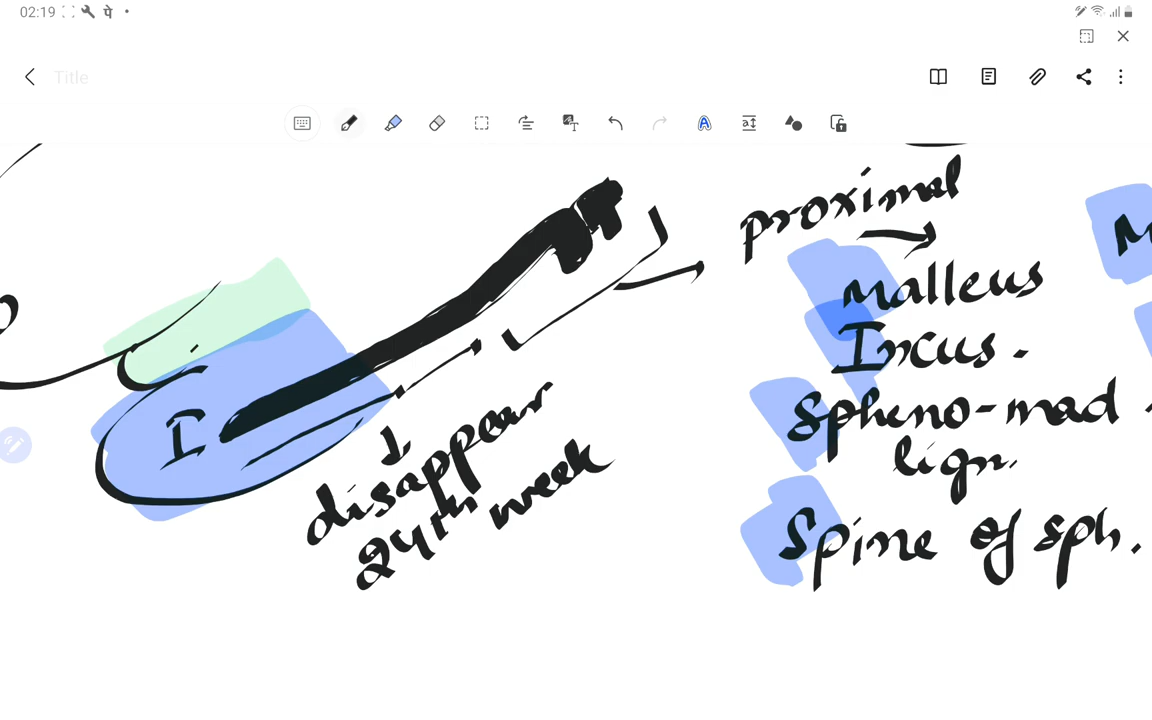 02:19
Title
proximal
malleus
Incus.
Spheno-mad
lign.
Spine of sph.
I
disappear
24th week